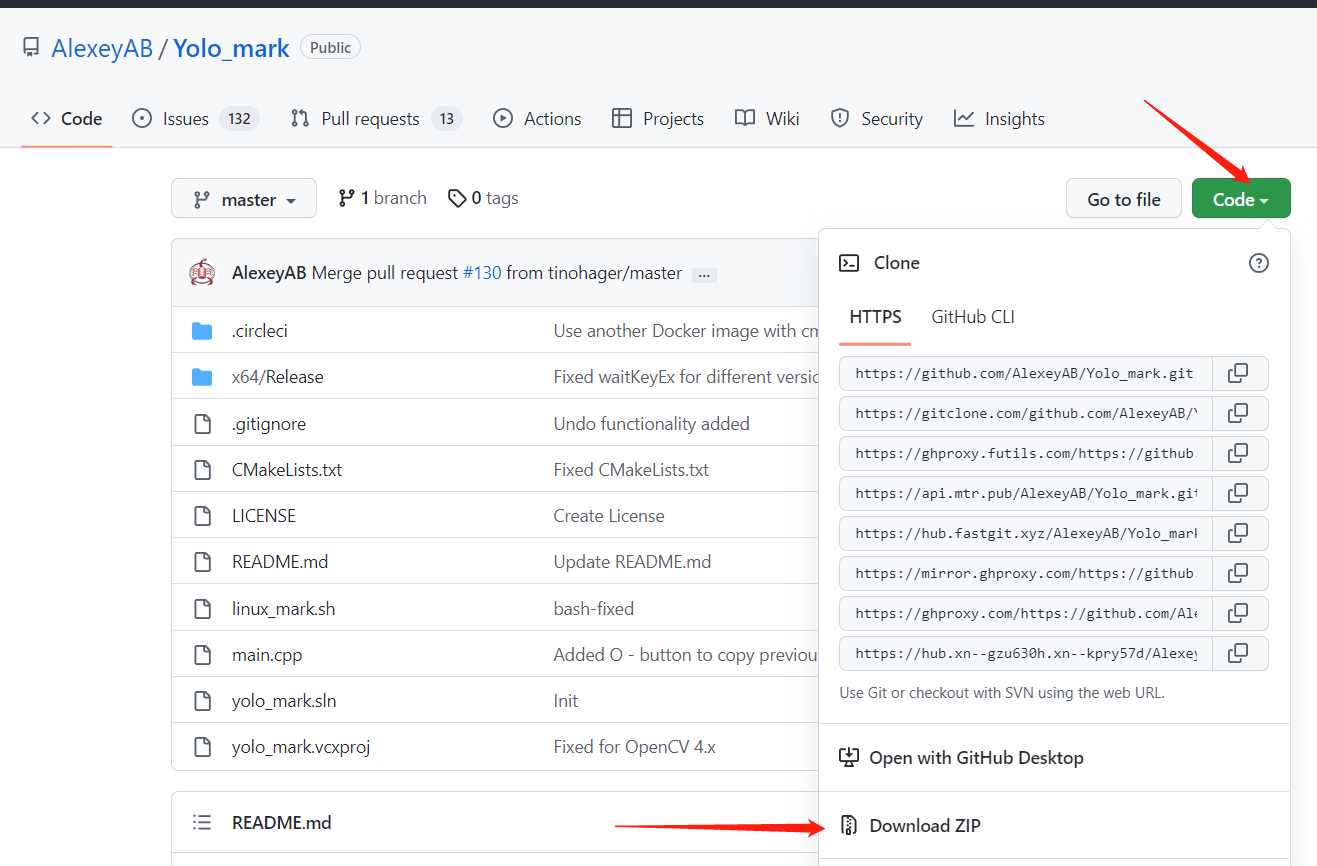 AlexeyAB / Yolo_mark Public
Code Issues 132 Pull requests 13 Actions Projects Wiki Security Insights
master 1 branch 0 tags Go to file Code
AlexeyAB Merge pull request #130 from tinohager/master ...
.circleci Use another Docker image with cm
x64/Release Fixed waitKeyEx for different versio
.gitignore Undo functionality added
CMakeLists.txt Fixed CMakeLists.txt
LICENSE Create License
README.md Update README.md
linux_mark.sh bash-fixed
main.cpp Added O - button to copy previou
yolo_mark.sln Init
yolo_mark.vcxproj Fixed for OpenCV 4.x
README.md
Clone
HTTPS GitHub CLI
https://github.com/AlexeyAB/Yolo_mark.git
https://gitclone.com/github.com/AlexeyAB/Y
https://ghproxy.futils.com/https://github.
https://api.mtr.pub/AlexeyAB/Yolo_mark.git
https://hub.fastgit.xyz/AlexeyAB/Yolo_mark
https://mirror.ghproxy.com/https://github.
https://ghproxy.com/https://github.com/Ale
https://hub.xn--gzu630h.xn--kpry57d/Alexey
Use Git or checkout with SVN using the web URL.
Open with GitHub Desktop
Download ZIP